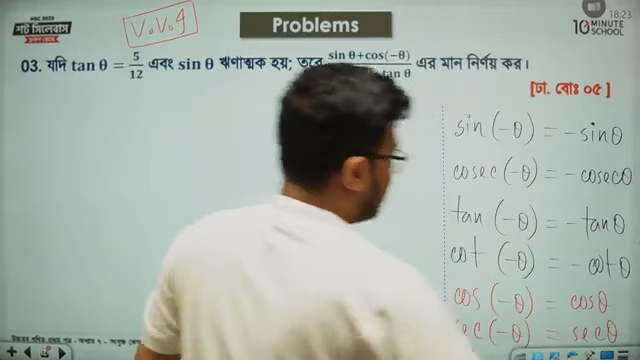 HSC 2023
শর্ট সিলেবাস
V.V.I
Problems
18:23
10 MINUTE
SCHOOL
03. যদি tan θ = 5/12 এবং sin θ ঋণাত্মক হয়; তবে sin θ+cos(−θ) tan θ এর মান নির্ণয় কর।
[ঢা. বোঃ ০৫]
sin (-θ) = - sinθ
cosec (-θ) = - cosecθ
tan (-θ) = - tanθ
cot (-θ) = - cotθ
cos (-θ) = cosθ
sec (-θ) = secθ